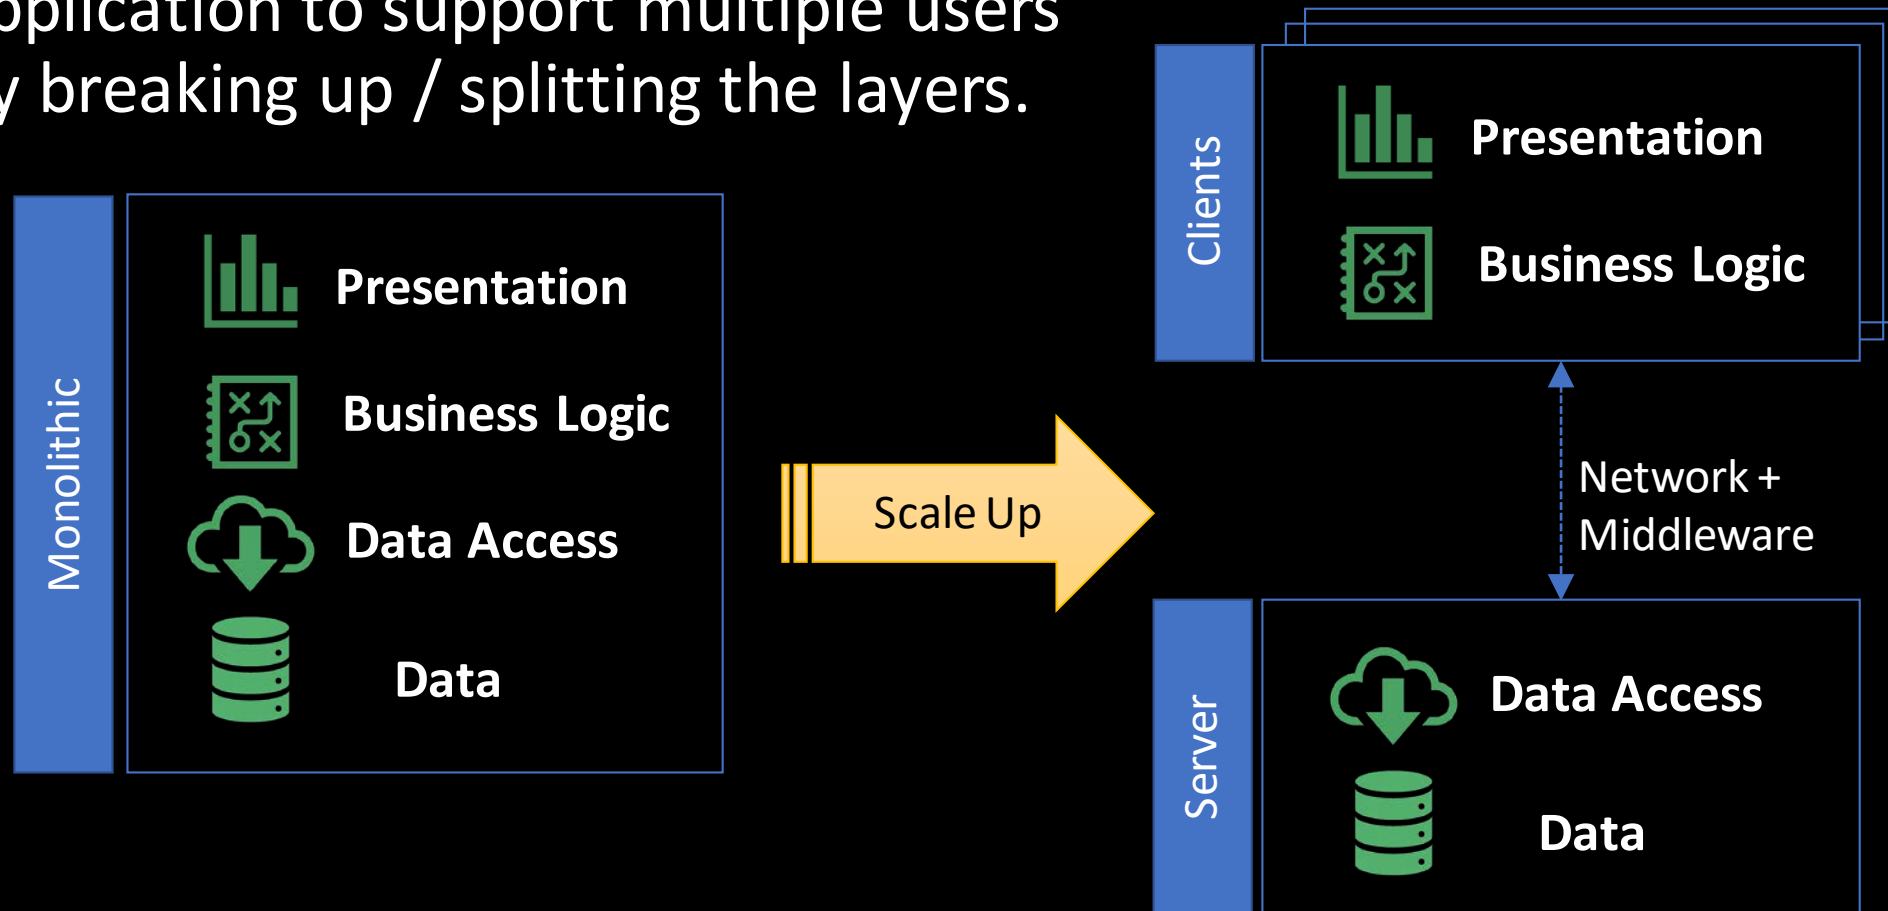 application to support multiple users
y breaking up / splitting the layers.
Monolithic
Presentation
Business Logic
Data Access
Data
Scale Up
Clients
Presentation
Business Logic
Network +
Middleware
Server
Data Access
Data